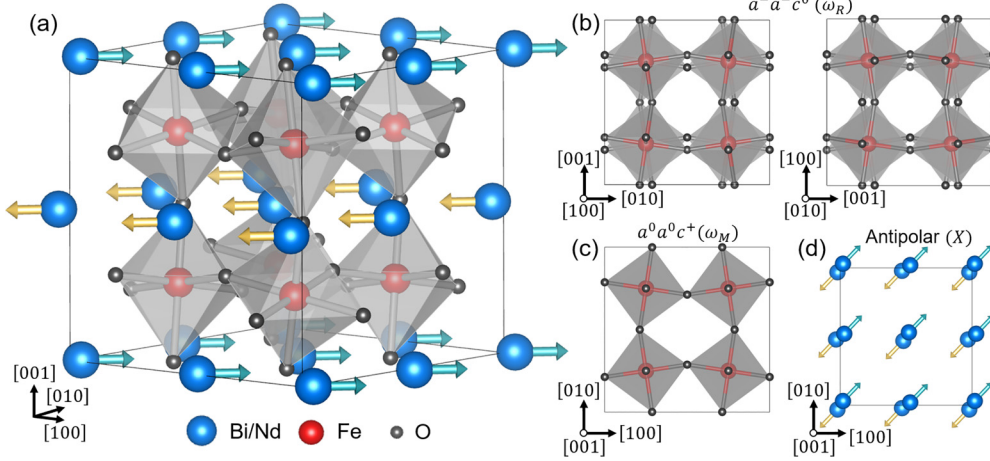 (a)
[001]
[010]
[100]
Bi/Nd
Fe
O
(b)
a⁻a⁻c⁰ (ω_R)
[001]
[100]
[010]
[100]
[010]
[001]
(c)
a⁰a⁰c⁺(ω_M)
[010]
[001]
[100]
(d)
Antipolar (X)
[010]
[001]
[100]